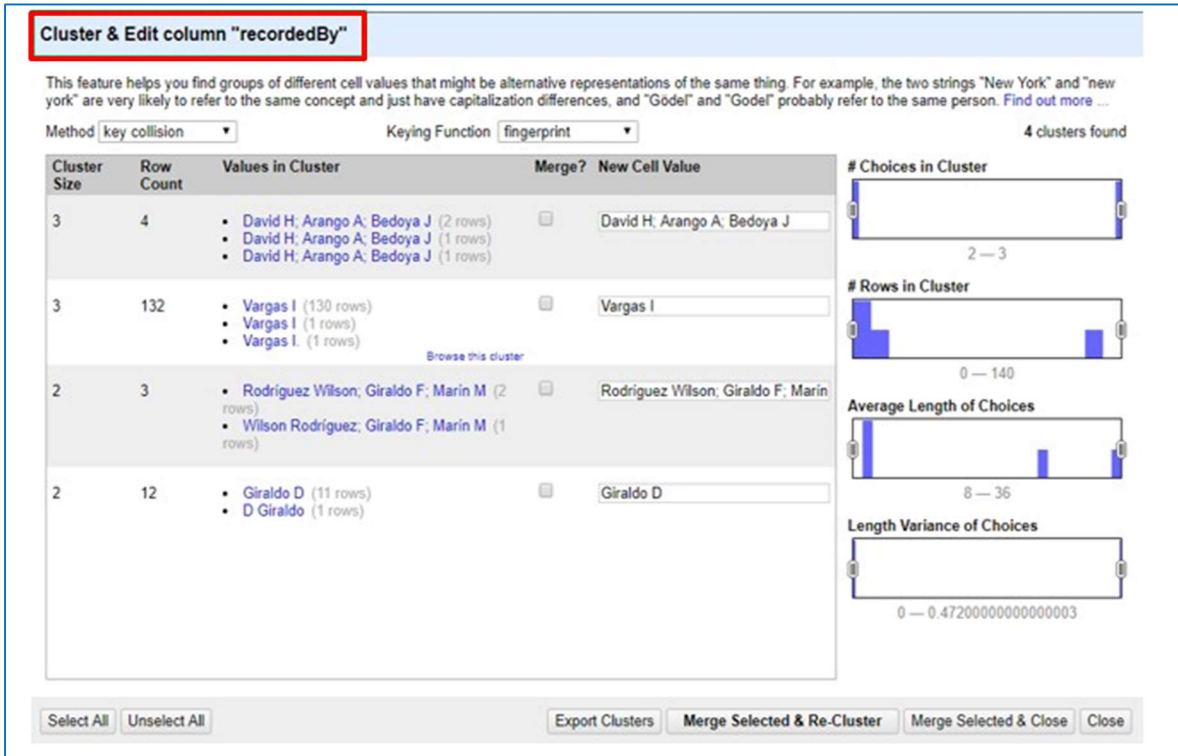 Cluster & Edit column "recordedBy"
This feature helps you find groups of different cell values that might be alternative representations of the same thing. For example, the two strings "New York" and "new
york" are very likely to refer to the same concept and just have capitalization differences, and "Gödel" and "Godel" probably refer to the same person. Find out more ...
Method key collision Keying Function fingerprint 4 clusters found
Cluster Size Row Count Values in Cluster Merge? New Cell Value
3 4
• David H; Arango A; Bedoya J (2 rows)
• David H; Arango A; Bedoya J (1 rows)
• David H; Arango A; Bedoya J (1 rows)
David H; Arango A; Bedoya J
3 132
• Vargas I (130 rows)
• Vargas I (1 rows)
• Vargas I. (1 rows)
Browse this cluster
Vargas I
2 3
• Rodríguez Wilson; Giraldo F; Marin M (2
rows)
• Wilson Rodríguez; Giraldo F; Marin M (1
rows)
Rodríguez Wilson; Giraldo F; Marin
2 12
• Giraldo D (11 rows)
• D Giraldo (1 rows)
Giraldo D
# Choices in Cluster
2 — 3
# Rows in Cluster
0 — 140
Average Length of Choices
8 — 36
Length Variance of Choices
0 — 0.47200000000000003
Select All Unselect All Export Clusters Merge Selected & Re-Cluster Merge Selected & Close Close